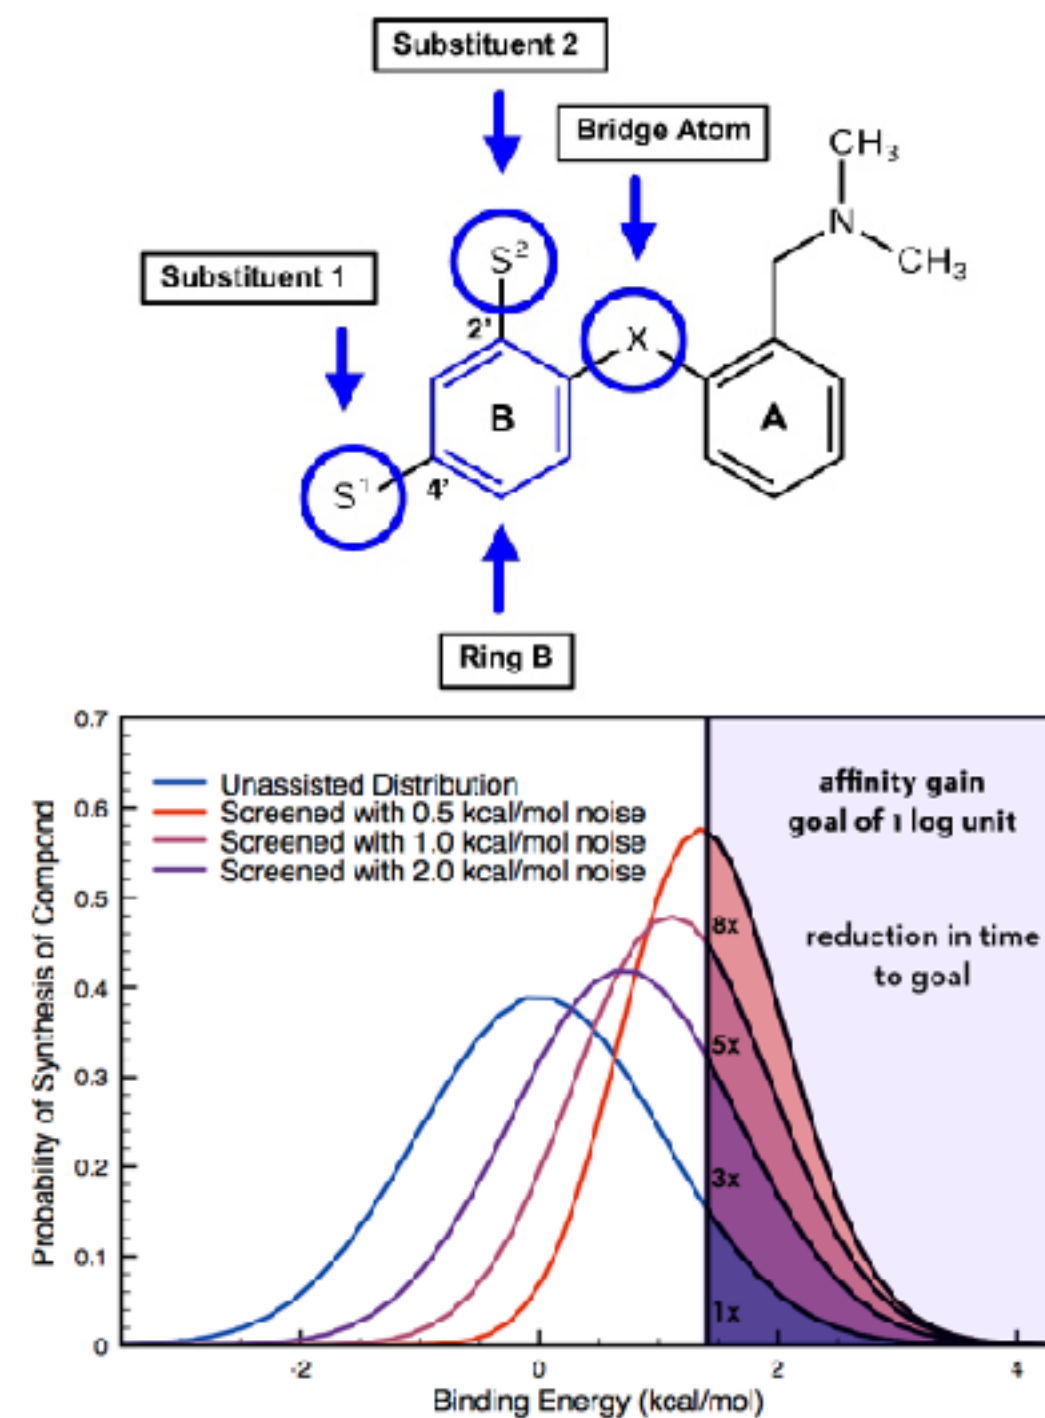 Substituent 2
Bridge Atom
CH₃
N
CH₃
Substituent 1
S²
X
2'
B
A
S¹
4'
Ring B
0.7
0.6
0.5
0.4
0.3
0.2
0.1
0
Probability of Synthesis of Compond
Unassisted Distribution
Screened with 0.5 kcal/mol noise
Screened with 1.0 kcal/mol noise
Screened with 2.0 kcal/mol noise
affinity gain
goal of 1 log unit
reduction in time
to goal
8x
5x
3x
1x
-2
0
2
4
Binding Energy (kcal/mol)